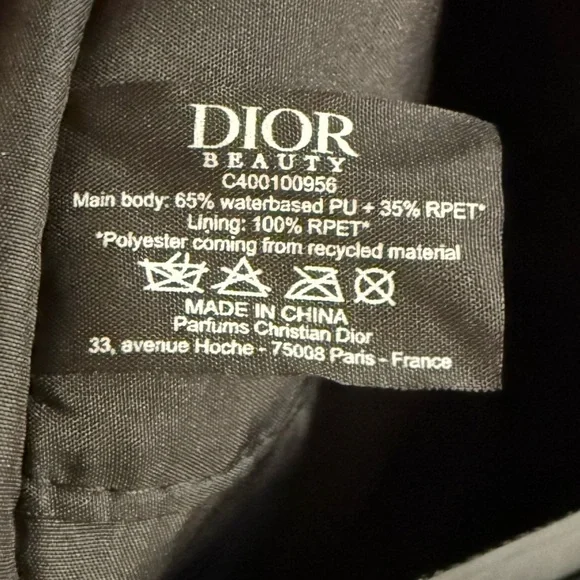 DIOR
BEAUTY
C400100956
Main body: 65% waterbased PU + 35% RPET*
Lining: 100% RPET*
*Polyester coming from recycled material
MADE IN CHINA
Parfums Christian Dior
33, avenue Hoche - 75008 Paris - France